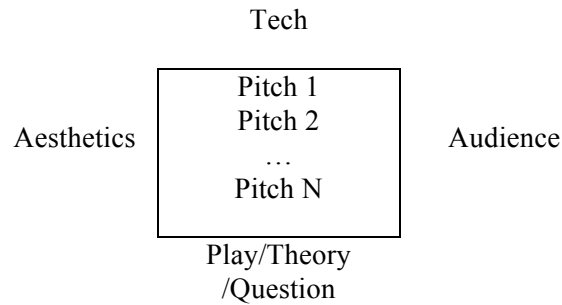 Tech
Pitch 1
Pitch 2
Aesthetics
Audience
…
Pitch N
Play/Theory
/Question